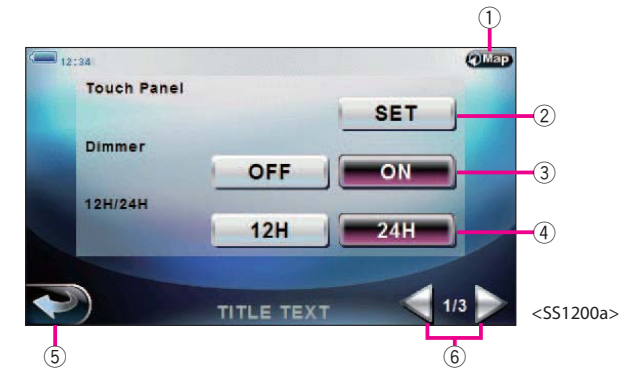 ①
12:34
Map
Touch Panel
SET
②
Dimmer
OFF
ON
③
12H/24H
12H
24H
④
TITLE TEXT
1/3
<SS1200a>
⑤
⑥